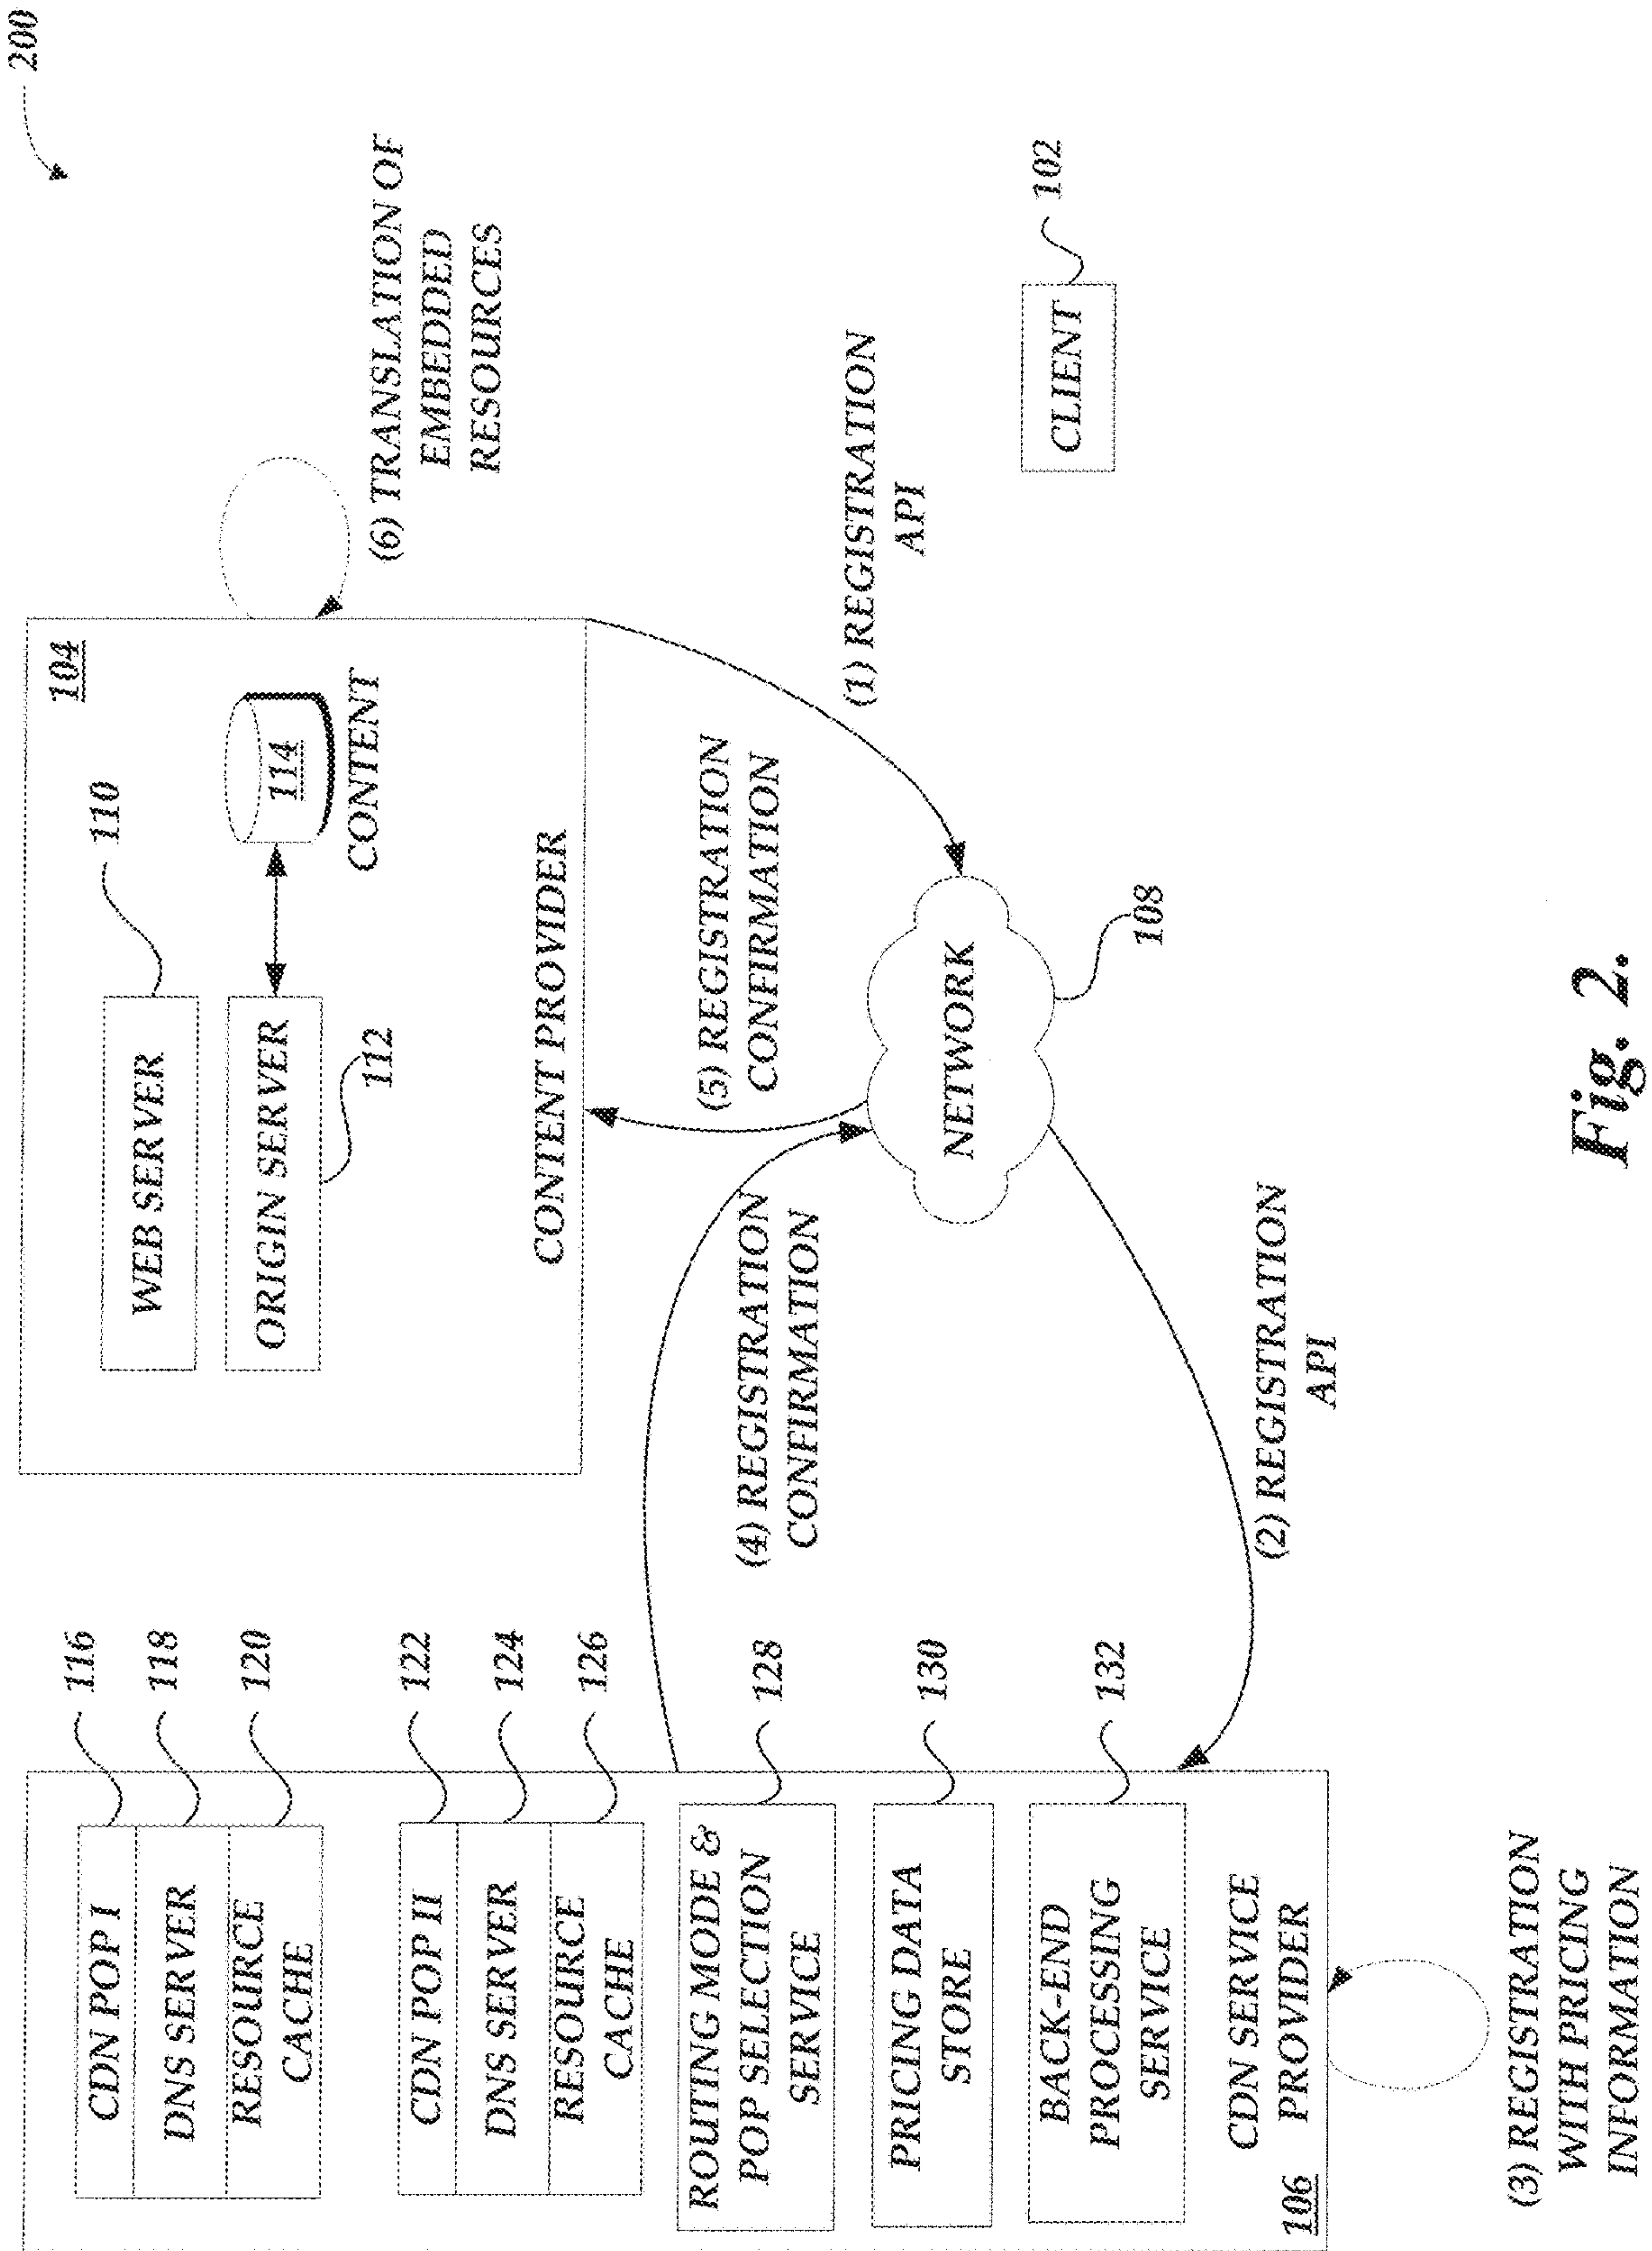 200
CDN POP I
116
DNS SERVER
118
RESOURCE
CACHE
120
CDN POP II
122
DNS SERVER
124
RESOURCE
CACHE
126
ROUTING MODE &
POP SELECTION
SERVICE
128
PRICING DATA
STORE
130
BACK-END
PROCESSING
SERVICE
132
CDN SERVICE
PROVIDER
106
(3) REGISTRATION
WITH PRICING
INFORMATION
104
WEB SERVER
110
ORIGIN SERVER
112
114
CONTENT
CONTENT PROVIDER
(6) TRANSLATION OF
EMBEDDED
RESOURCES
(4) REGISTRATION
CONFIRMATION
(5) REGISTRATION
CONFIRMATION
(1) REGISTRATION
API
NETWORK
108
(2) REGISTRATION
API
CLIENT
102
Fig. 2.